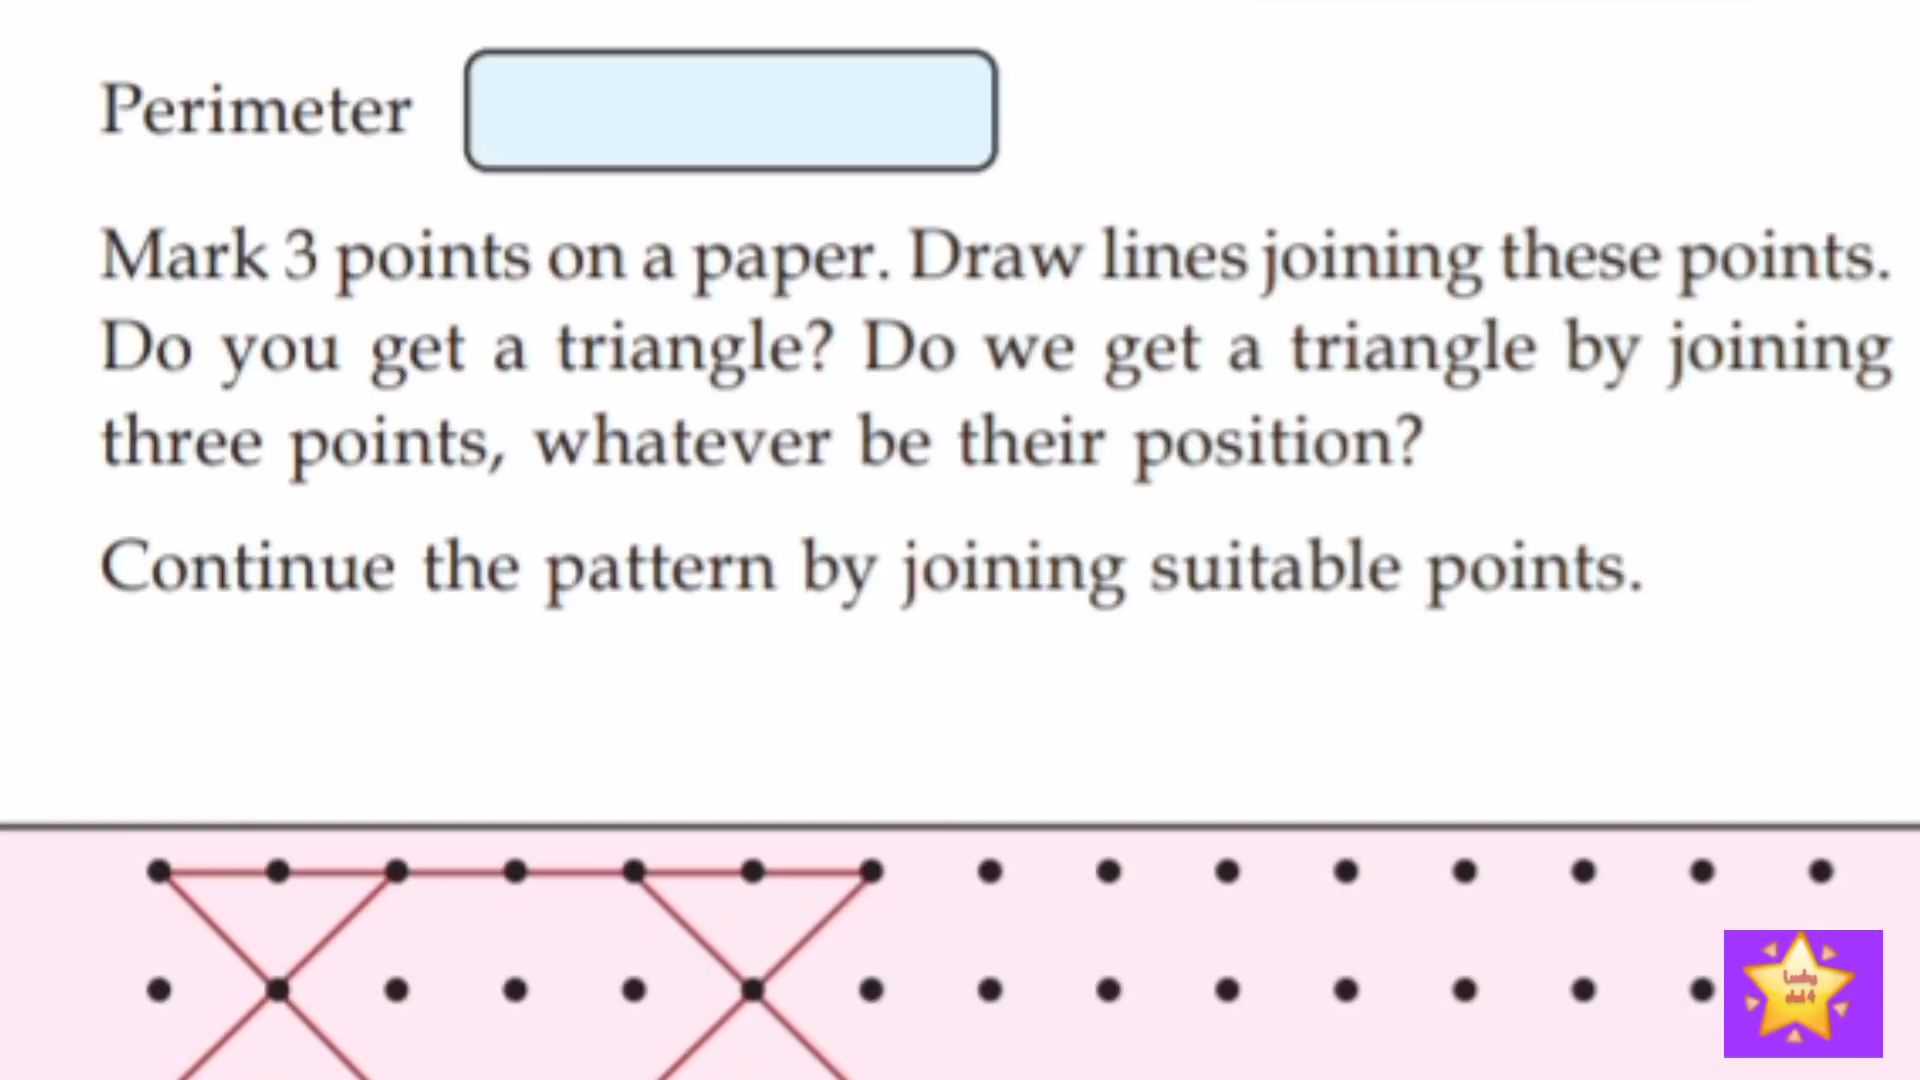 Perimeter
Mark 3 points on a paper. Draw lines joining these points.
Do you get a triangle? Do we get a triangle by joining
three points, whatever be their position?
Continue the pattern by joining suitable points.
Lucky